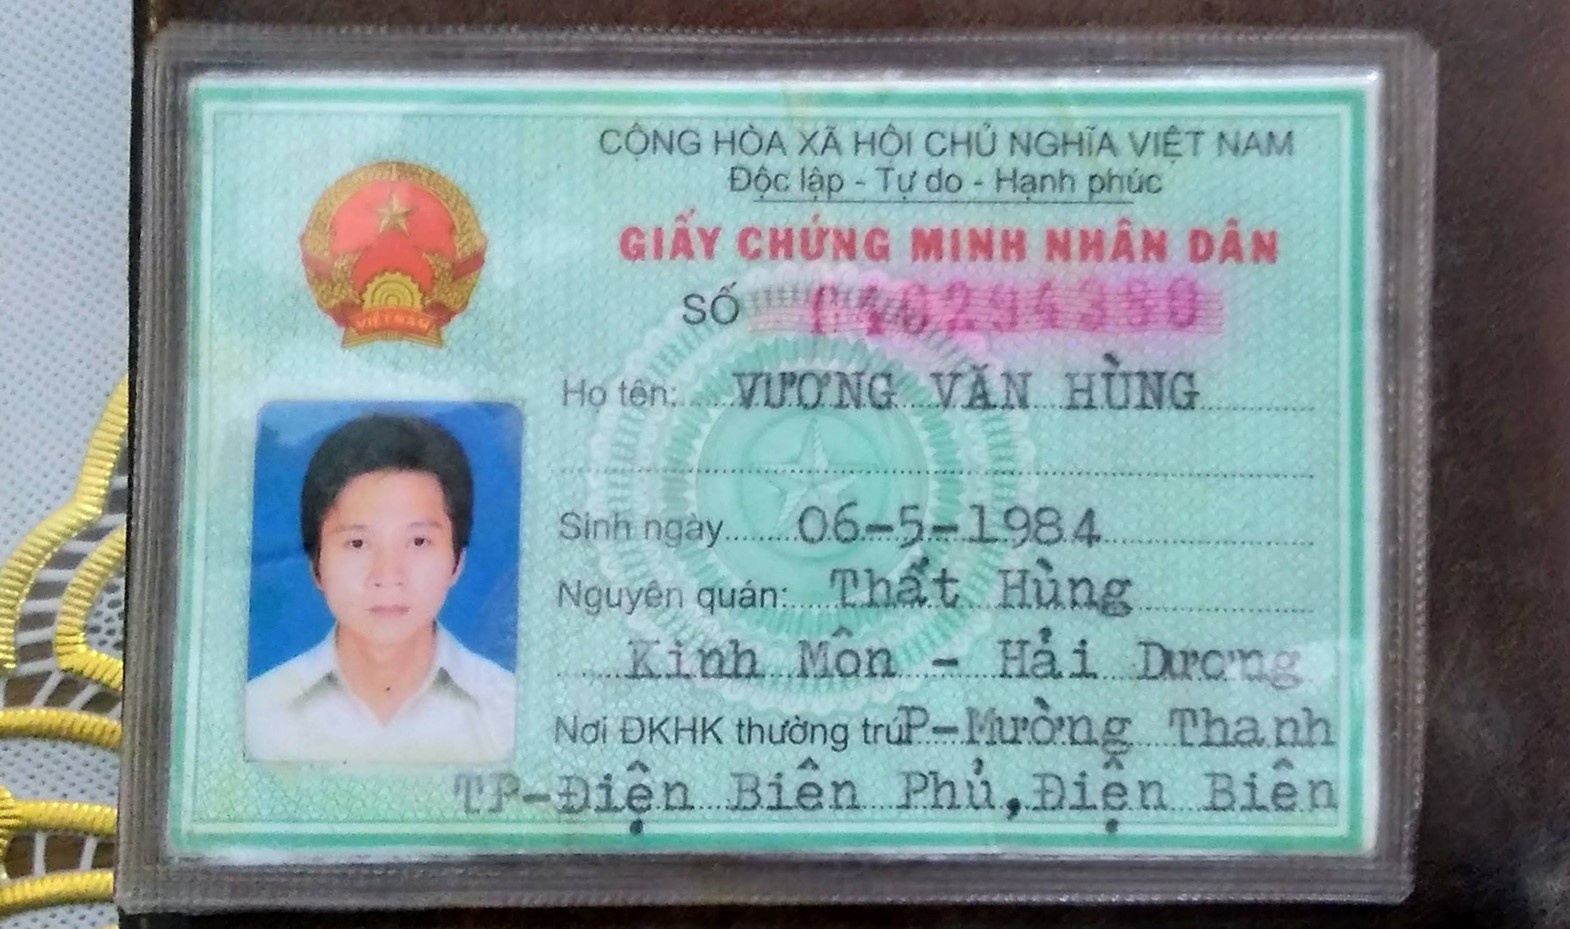 CỘNG HÒA XÃ HỘI CHỦ NGHĨA VIỆT NAM
Độc lập - Tự do - Hạnh phúc
GIẤY CHỨNG MINH NHÂN DÂN
SỐ
VIỆT NAM
Họ tên: VƯƠNG VĂN HÙNG
Sinh ngày 06-5-1984
Nguyên quán: Thất Hùng
Kinh Môn - Hải Dương
Nơi ĐKHK thường trú P-Mường Thanh
TP-Điện Biên Phủ, Điện Biên